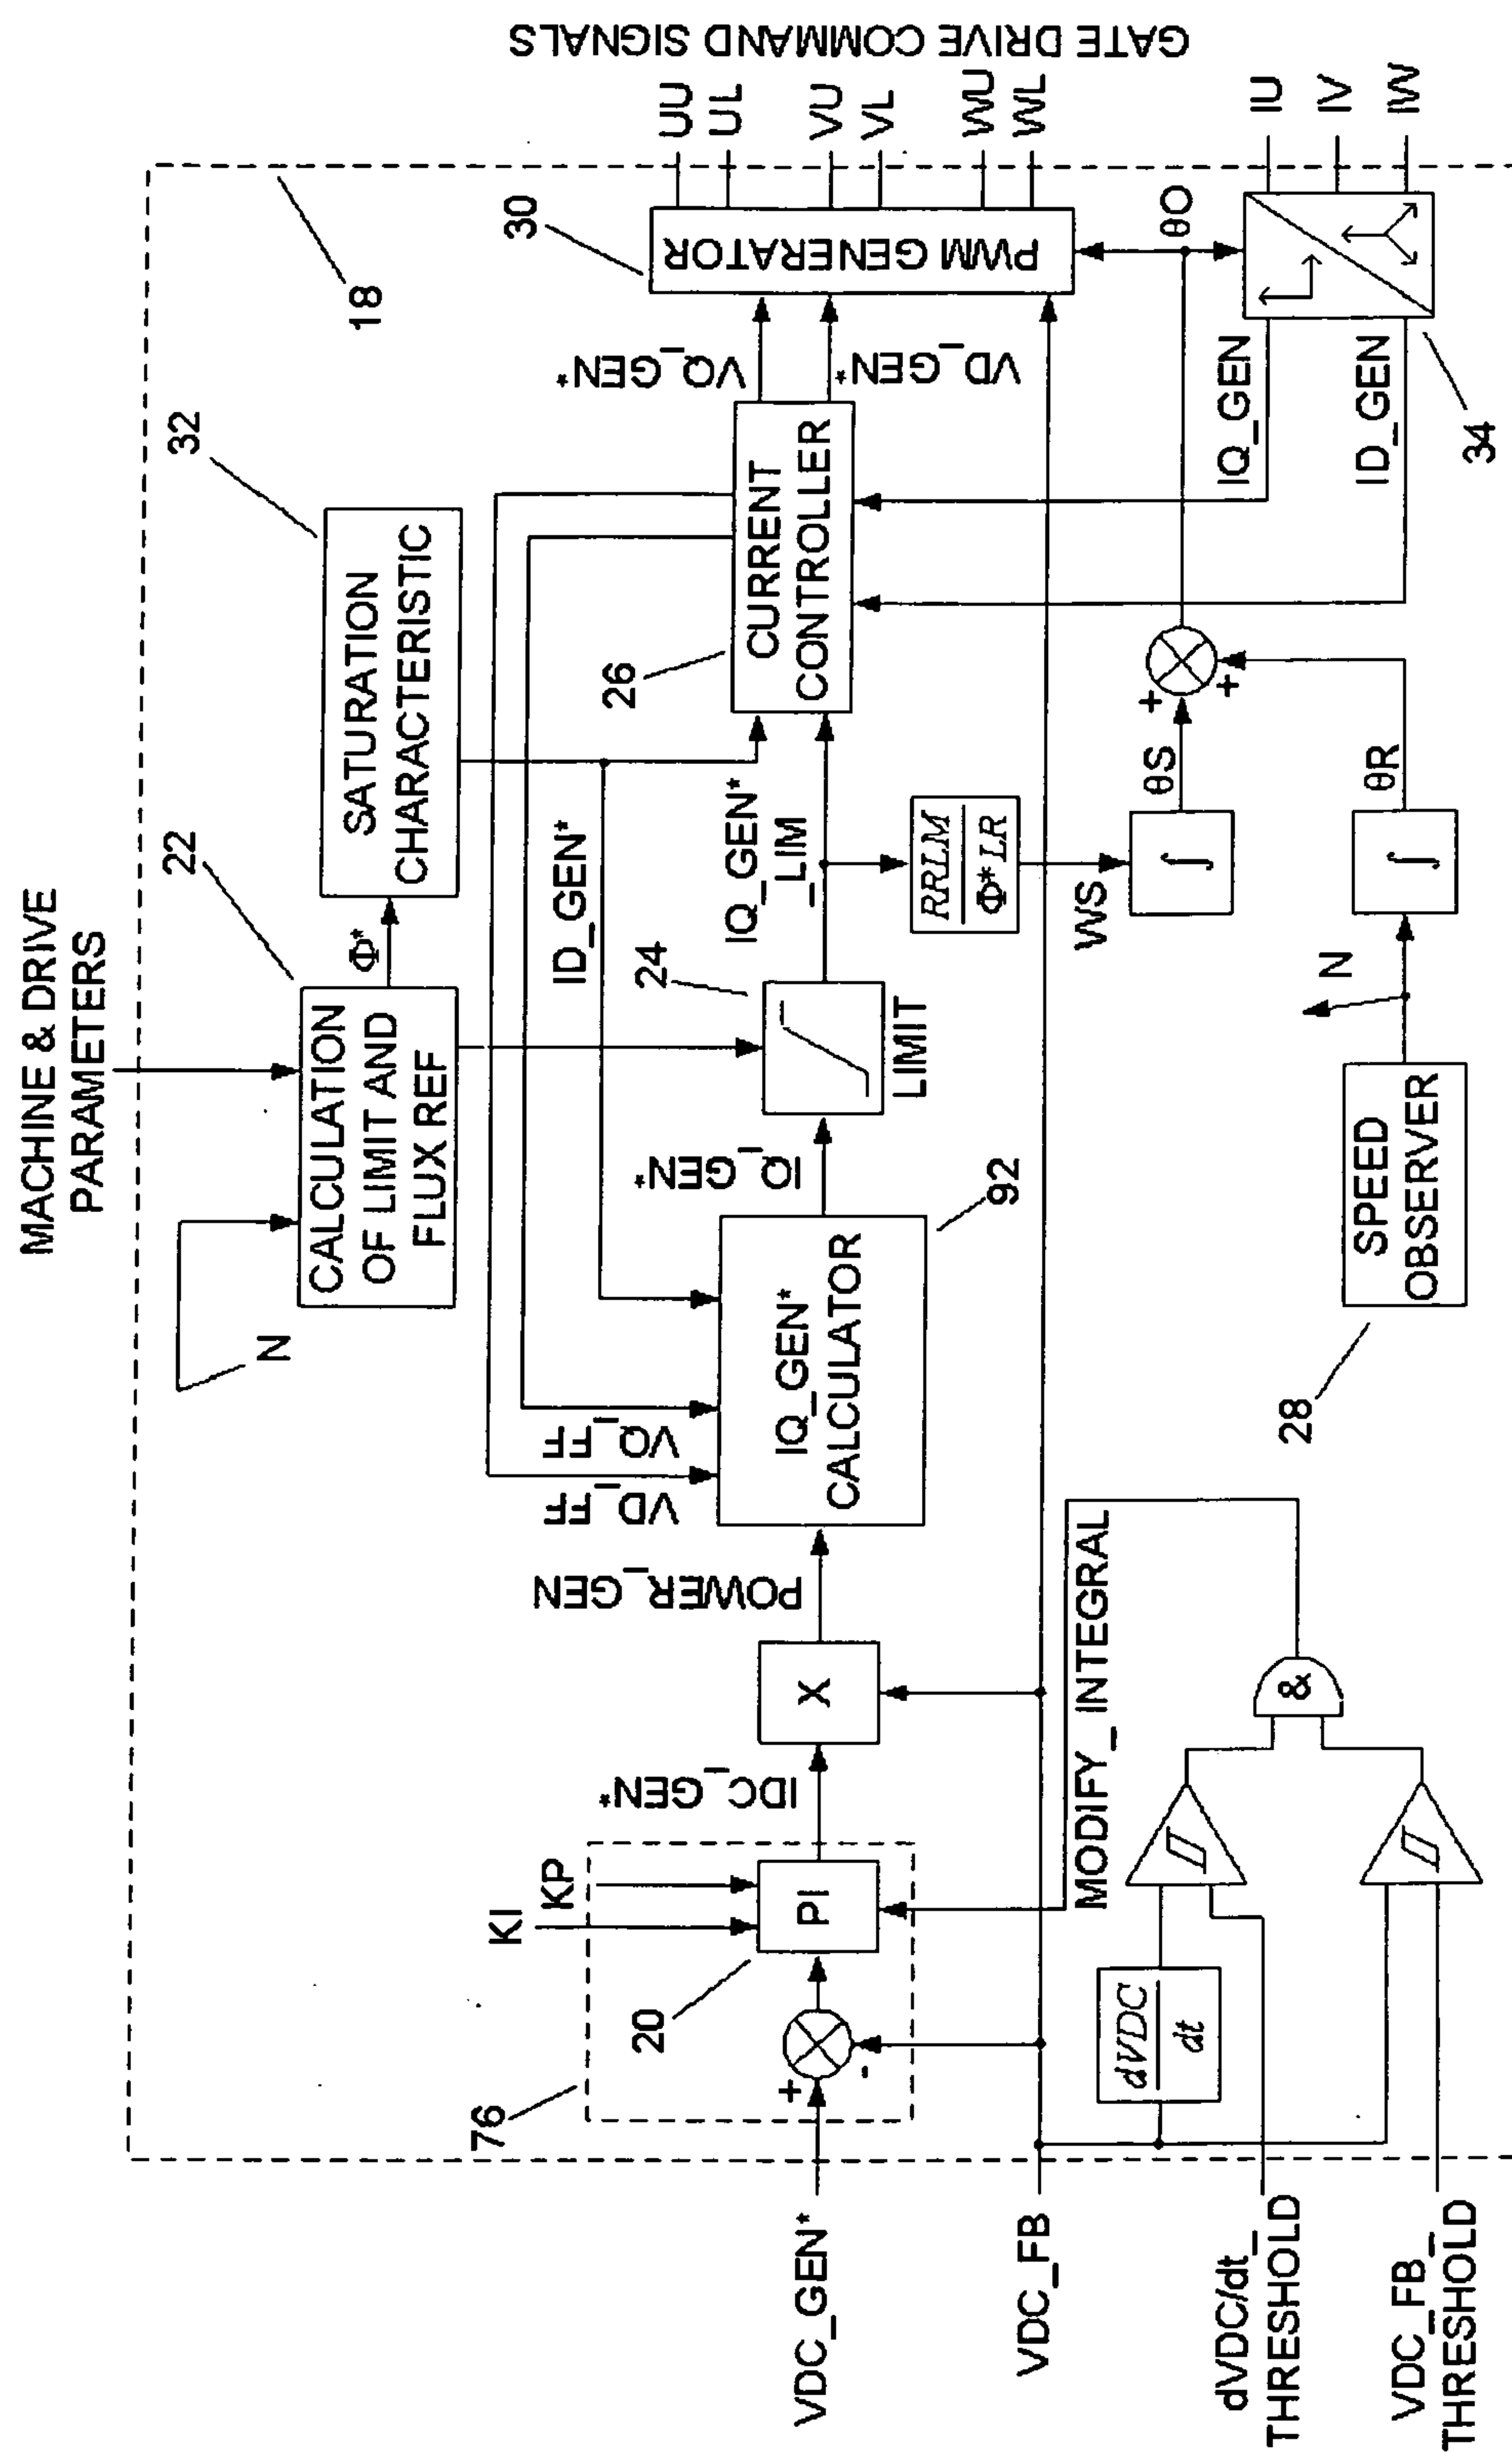 MACHINE & DRIVE
PARAMETERS
N
22
CALCULATION
OF LIMIT AND
FLUX REF
Φ*
32
SATURATION
CHARACTERISTIC
18
76
KI
KP
20
PI
+
-
VDC_GEN*
IDC_GEN*
X
POWER_GEN
VD_FF
VQ_FF
IQ_GEN*
CALCULATOR
92
IQ_GEN*
ID_GEN*
24
LIMIT
IQ_GEN*
_LIM
26
CURRENT
CONTROLLER
VQ_GEN*
VD_GEN*
30
PWM GENERATOR
UU
UL
VU
VL
WU
WL
GATE DRIVE COMMAND SIGNALS
VDC_FB
MODIFY_INTEGRAL
dVDC
dt
dVDC/dt_
THRESHOLD
VDC_FB_
THRESHOLD
&
28
SPEED
OBSERVER
N
RRLM
Φ*LR
WS
∫
θS
∫
θR
+
+
θO
IQ_GEN
ID_GEN
34
IU
IV
IW